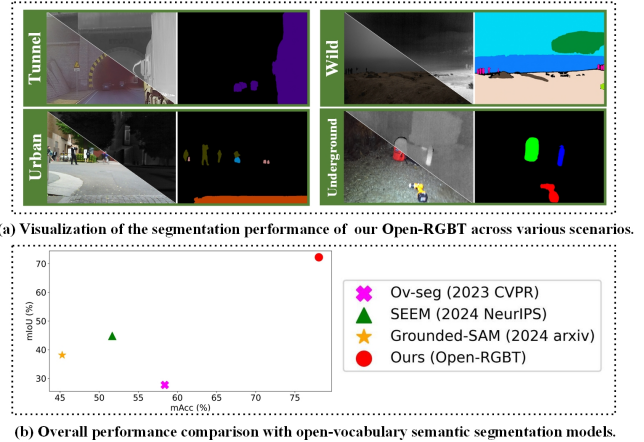 Tunnel
Wild
Urban
Underground
(a) Visualization of the segmentation performance of our Open-RGBT across various scenarios.
mIoU (%)
70
60
50
40
30
45
50
55
60
65
70
75
mAcc (%)
Ov-seg (2023 CVPR)
SEEM (2024 NeurIPS)
Grounded-SAM (2024 arxiv)
Ours (Open-RGBT)
(b) Overall performance comparison with open-vocabulary semantic segmentation models.